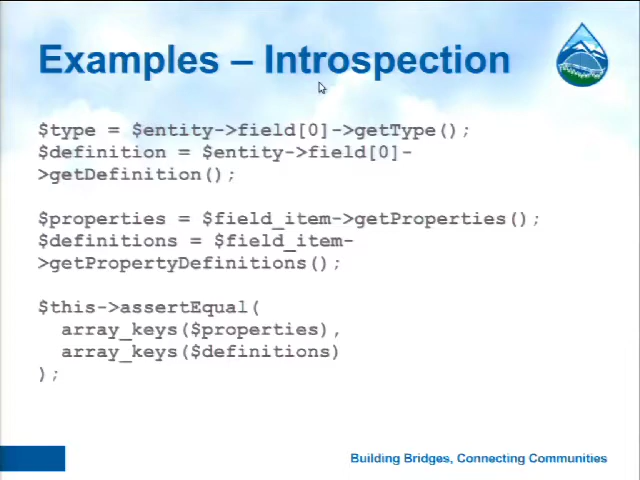 Examples – Introspection
$type = $entity->field[0]->getType();
$definition = $entity->field[0]-
>getDefinition();
$properties = $field_item->getProperties();
$definitions = $field_item-
>getPropertyDefinitions();
$this->assertEqual(
array_keys($properties),
array_keys($definitions)
);
Building Bridges, Connecting Communities